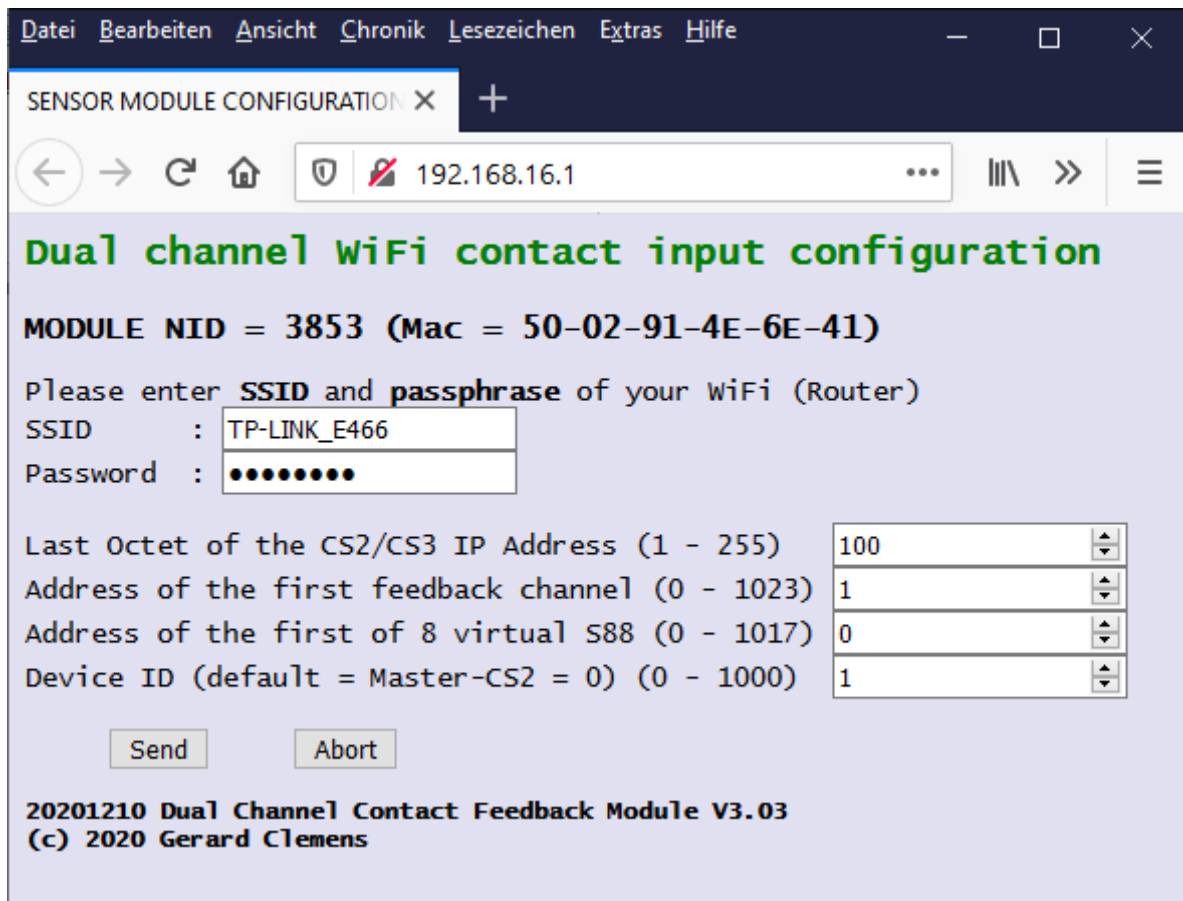 Datei Bearbeiten Ansicht Chronik Lesezeichen Extras Hilfe
SENSOR MODULE CONFIGURATION
192.168.16.1
Dual channel WiFi contact input configuration
MODULE NID = 3853 (Mac = 50-02-91-4E-6E-41)
Please enter SSID and passphrase of your WiFi (Router)
SSID : TP-LINK_E466
Password : ●●●●●●●●
Last Octet of the CS2/CS3 IP Address (1 - 255) 100
Address of the first feedback channel (0 - 1023) 1
Address of the first of 8 virtual S88 (0 - 1017) 0
Device ID (default = Master-CS2 = 0) (0 - 1000) 1
Send Abort
20201210 Dual Channel Contact Feedback Module V3.03
(c) 2020 Gerard Clemens